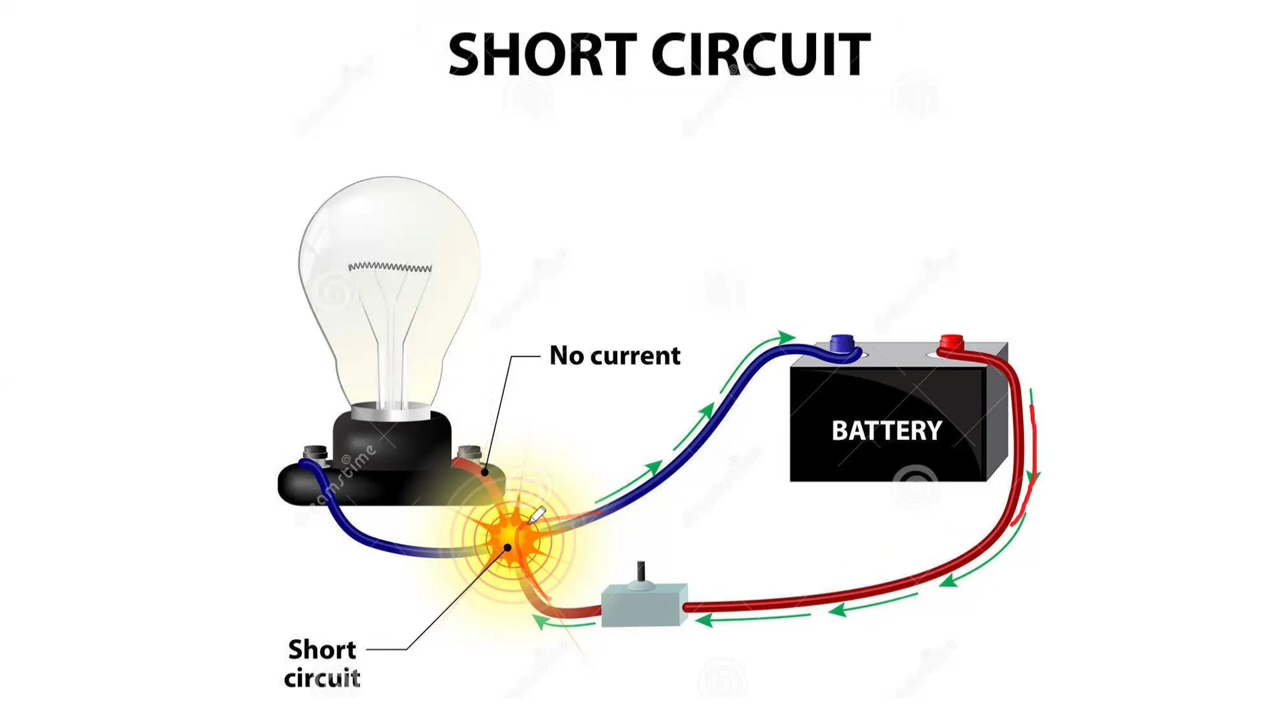 SHORT CIRCUIT
No current
BATTERY
Short
circuit